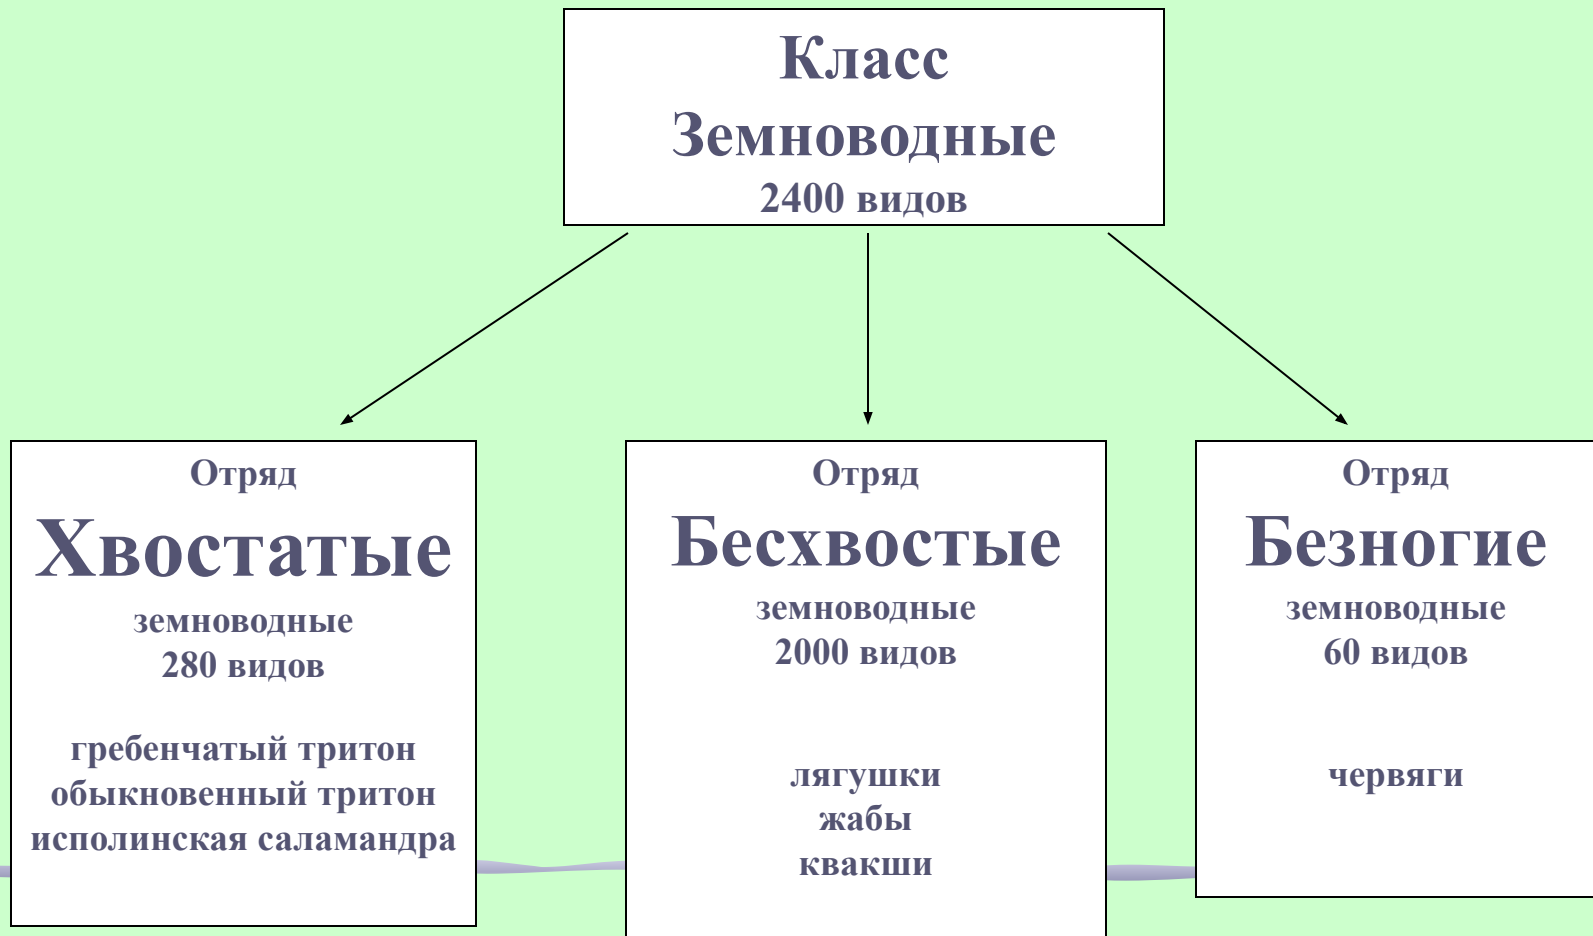 Класс
Земноводные
2400 видов
Отряд
Хвостатые
земноводные
280 видов
гребенчатый тритон
обыкновенный тритон
исполинская саламандра
Отряд
Бесхвостые
земноводные
2000 видов
лягушки
жабы
квакши
Отряд
Безногие
земноводные
60 видов
червяги